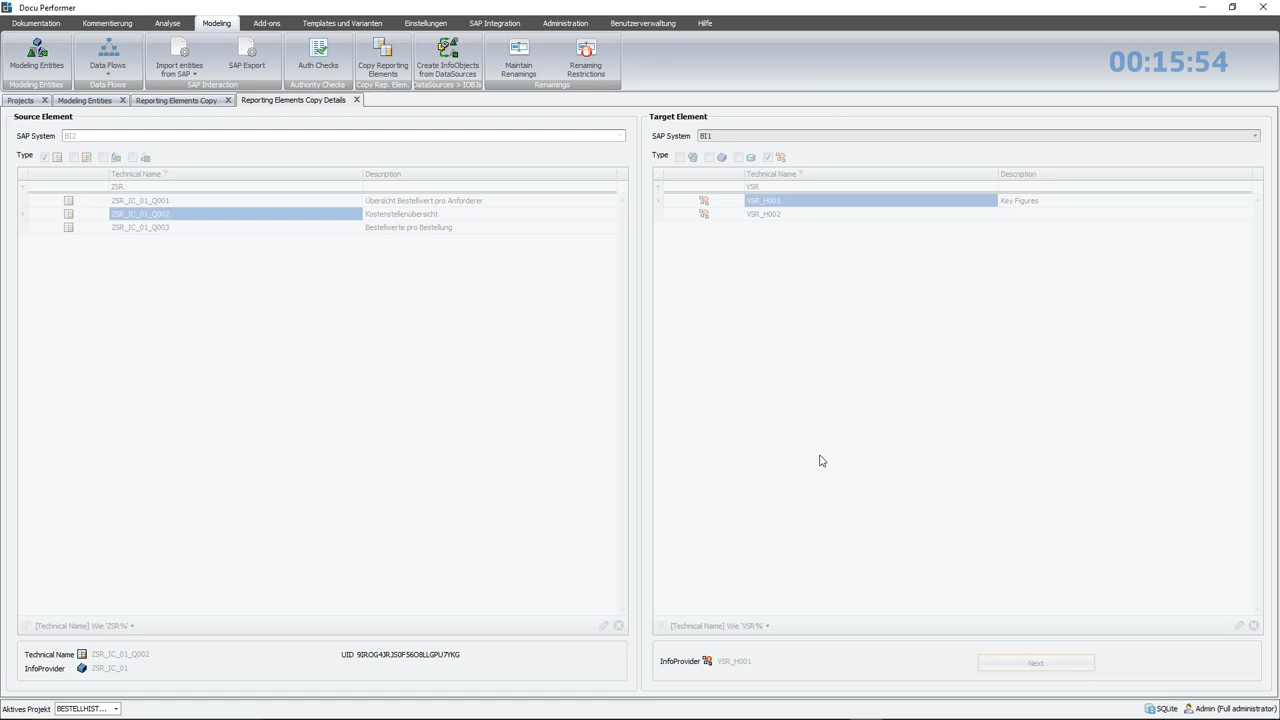 Docu Performer
Dokumentation Kommentierung Analyse Modeling Add-ons Templates und Varianten Einstellungen SAP Integration Administration Benutzerverwaltung Hilfe
Modeling Entities
Data Flows
Import entities
from SAP
SAP Export
Auth Checks
Copy Reporting
Elements
Create InfoObjects
from DataSources
Maintain
Renamings
Renaming
Restrictions
00:15:54
Modeling Entities Data Flows SAP Interaction Authority Checks Copy Rep. Elem. DataSources > IOBJs Renamings
Projects Modeling Entities Reporting Elements Copy Reporting Elements Copy Details
Source Element
SAP System BI2
Type
Technical Name Description
ZSR
ZSR_IC_01_Q001 Übersicht Bestellwert pro Anforderer
ZSR_IC_01_Q002 Kostenstellenübersicht
ZSR_IC_01_Q003 Bestellwerte pro Bestellung
[Technical Name] Wie 'ZSR%'
Technical Name ZSR_IC_01_Q002 UID 9IROG4JRJS0F56O8LLGPU7YKG
InfoProvider ZSR_IC_01
Target Element
SAP System BI1
Type
Technical Name Description
VSR
VSR_H001 Key Figures
VSR_H002
[Technical Name] Wie 'VSR%'
InfoProvider VSR_H001 Next
Aktives Projekt BESTELLHIST... SQLite Admin (Full administrator)